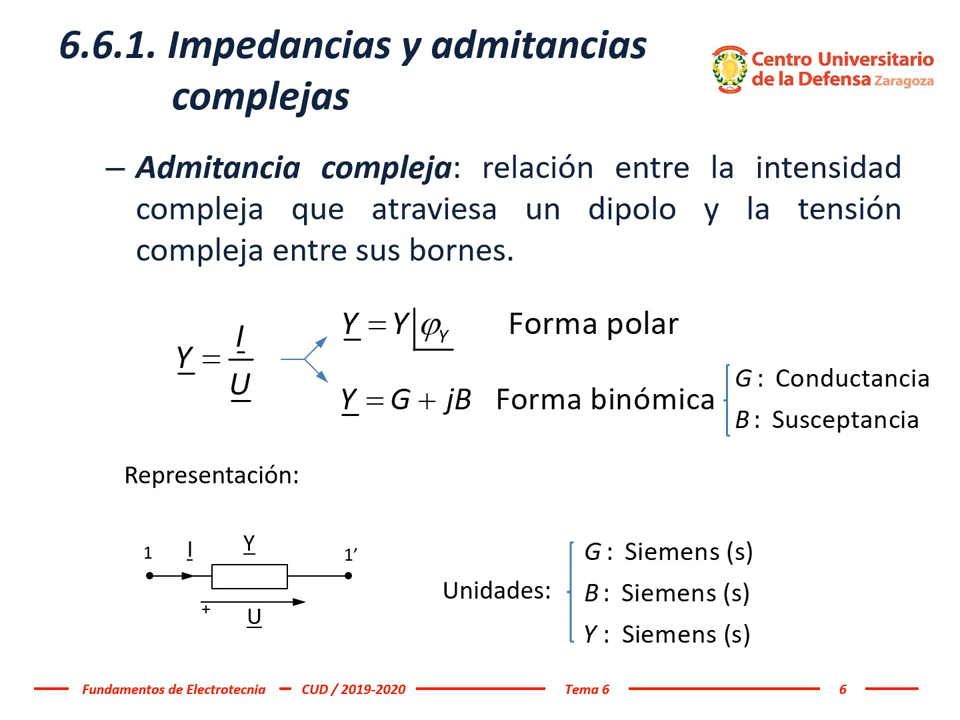 6.6.1. Impedancias y admitancias
complejas
Centro Universitario
de la Defensa Zaragoza
– Admitancia compleja: relación entre la intensidad
compleja que atraviesa un dipolo y la tensión
compleja entre sus bornes.
Y = I / U
Y = Y|φY Forma polar
Y = G + jB Forma binómica
G : Conductancia
B : Susceptancia
Representación:
1 I Y 1’
+ U
Unidades:
G : Siemens (s)
B : Siemens (s)
Y : Siemens (s)
Fundamentos de Electrotecnia CUD / 2019-2020 Tema 6 6